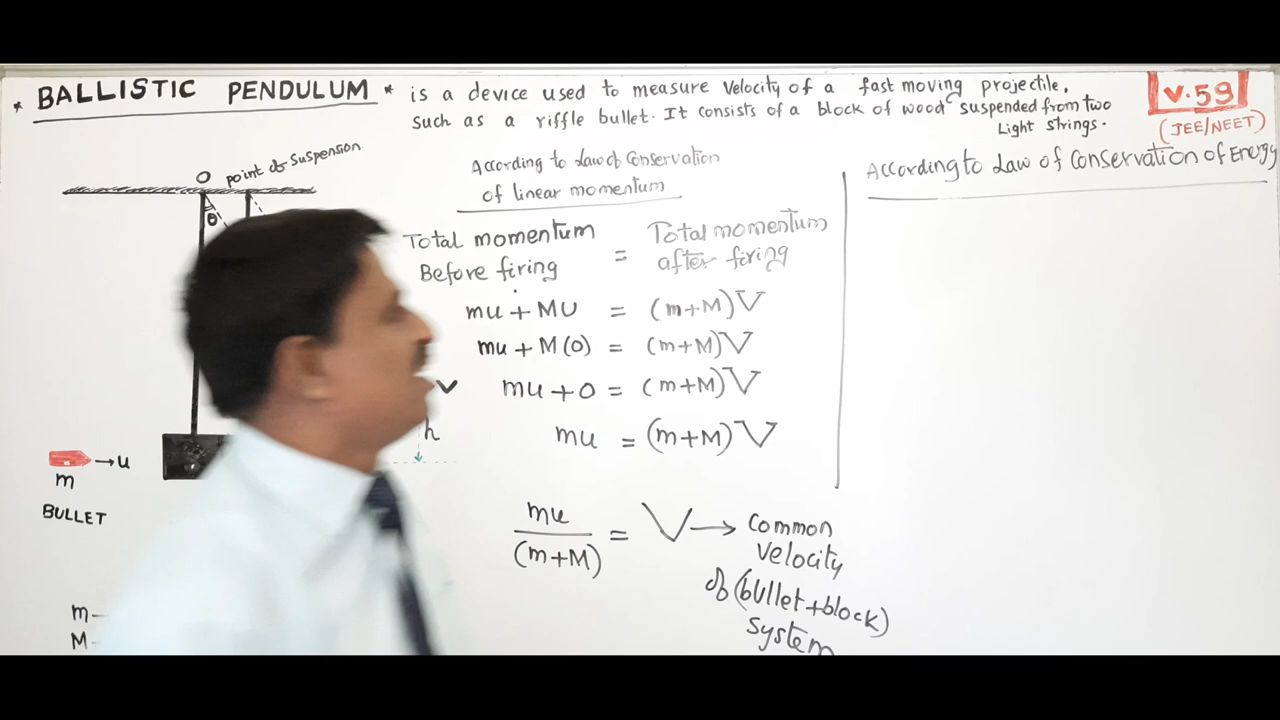 * BALLISTIC PENDULUM * is a device used to measure Velocity of a fast moving projectile,
such as a riffle bullet. It consists of a block of wood suspended from two
Light strings.
V.59
(JEE/NEET)
O point of suspension
θ
m
u
BULLET
m
M
V
h
According to Law of Conservation
of linear momentum
Total momentum
Before firing
=
Total momentum
after firing
mu + MU = (m+M)V
mu + M(0) = (m+M)V
mu + 0 = (m+M)V
mu = (m+M)V
mu
(m+M)
= V → common
velocity
of (bullet+block)
system
According to Law of Conservation of Energy